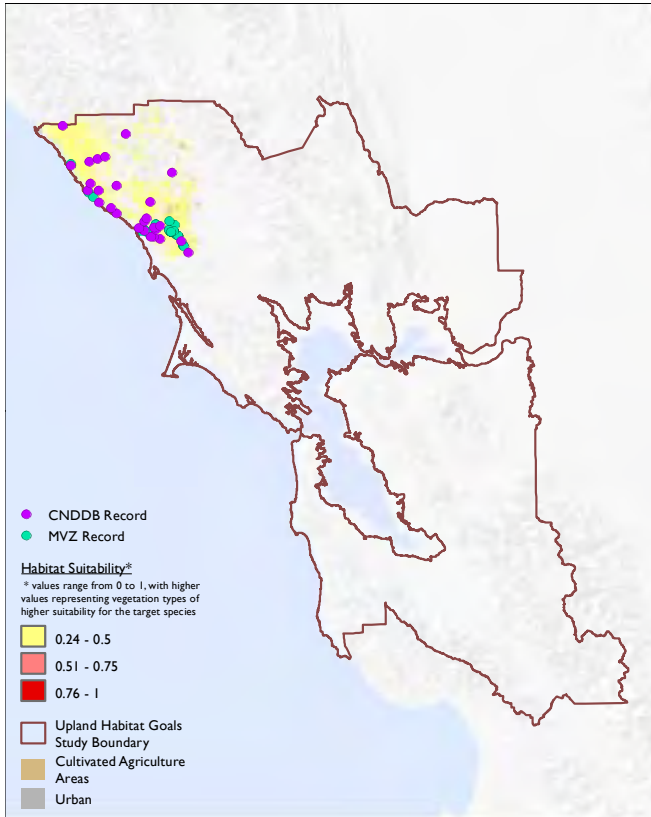 CNDDB Record
MVZ Record
Habitat Suitability*
* values range from 0 to 1, with higher
values representing vegetation types of
higher suitability for the target species
0.24 - 0.5
0.51 - 0.75
0.76 - 1
Upland Habitat Goals
Study Boundary
Cultivated Agriculture
Areas
Urban